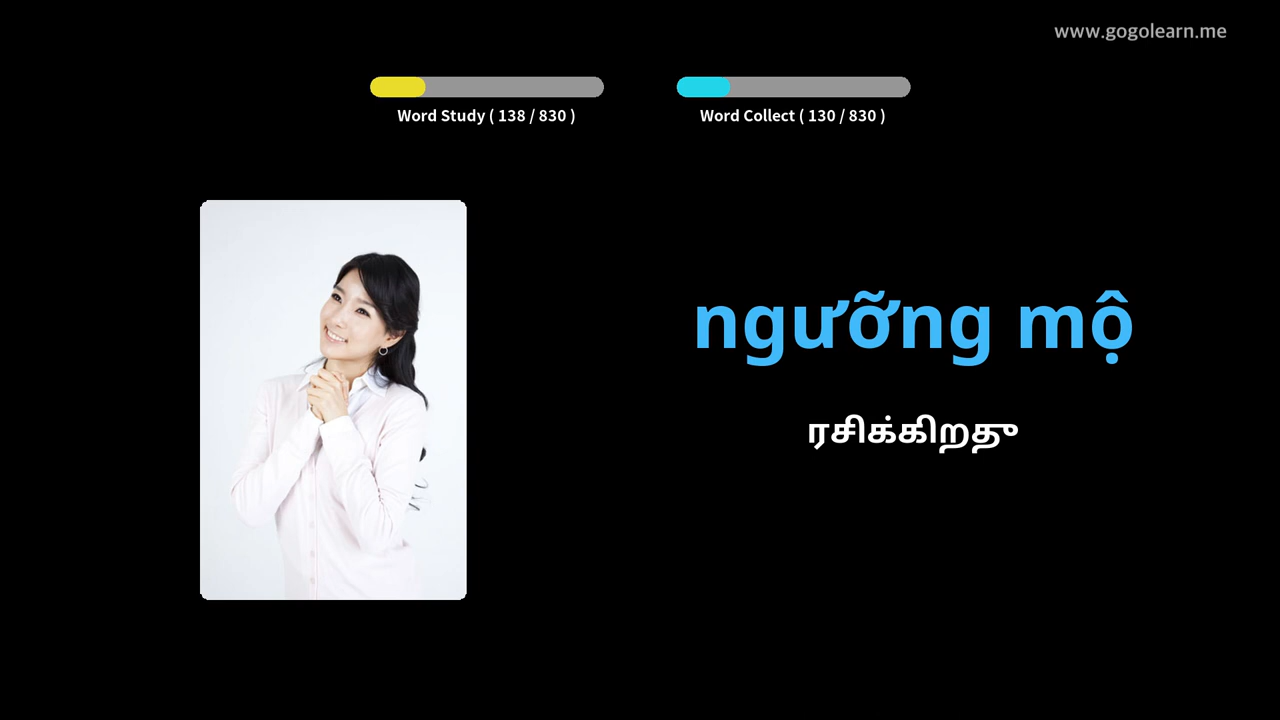 www.gogolearn.me
Word Study ( 138 / 830 )
Word Collect ( 130 / 830 )
ngưỡng mộ
ரசிக்கிறது